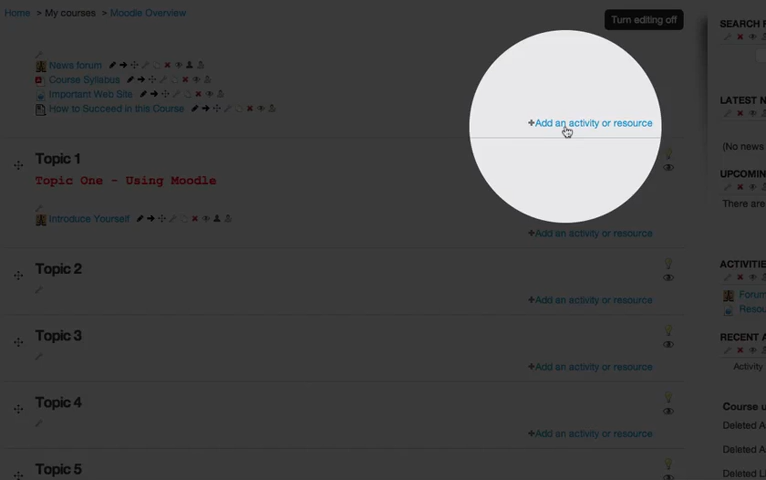 Home > My courses > Moodle Overview
Turn editing off
News forum
Course Syllabus
Important Web Site
How to Succeed in this Course
+Add an activity or resource
Topic 1
Topic One - Using Moodle
Introduce Yourself
+Add an activity or resource
Topic 2
+Add an activity or resource
Topic 3
+Add an activity or resource
Topic 4
+Add an activity or resource
Topic 5
SEARCH F
LATEST N
(No news
UPCOMIN
There are
ACTIVITIE
Forum
Resou
RECENT A
Activity
Course u
Deleted A
Deleted A
Deleted L